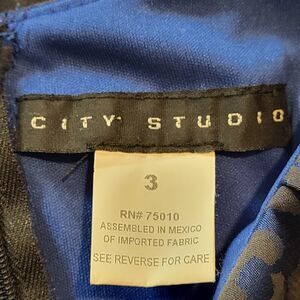 CITY STUDIO
3
RN# 75010
ASSEMBLED IN MEXICO
OF IMPORTED FABRIC
SEE REVERSE FOR CARE